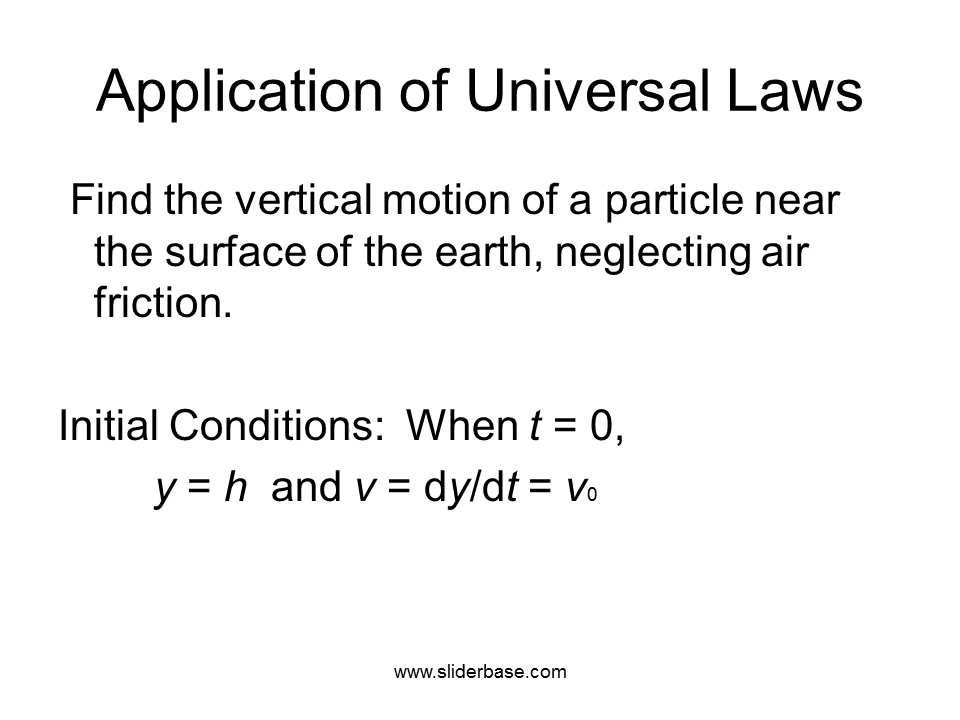 Application of Universal Laws
Find the vertical motion of a particle near
the surface of the earth, neglecting air
friction.
Initial Conditions: When t = 0,
y = h and v = dy/dt = v₀
www.sliderbase.com